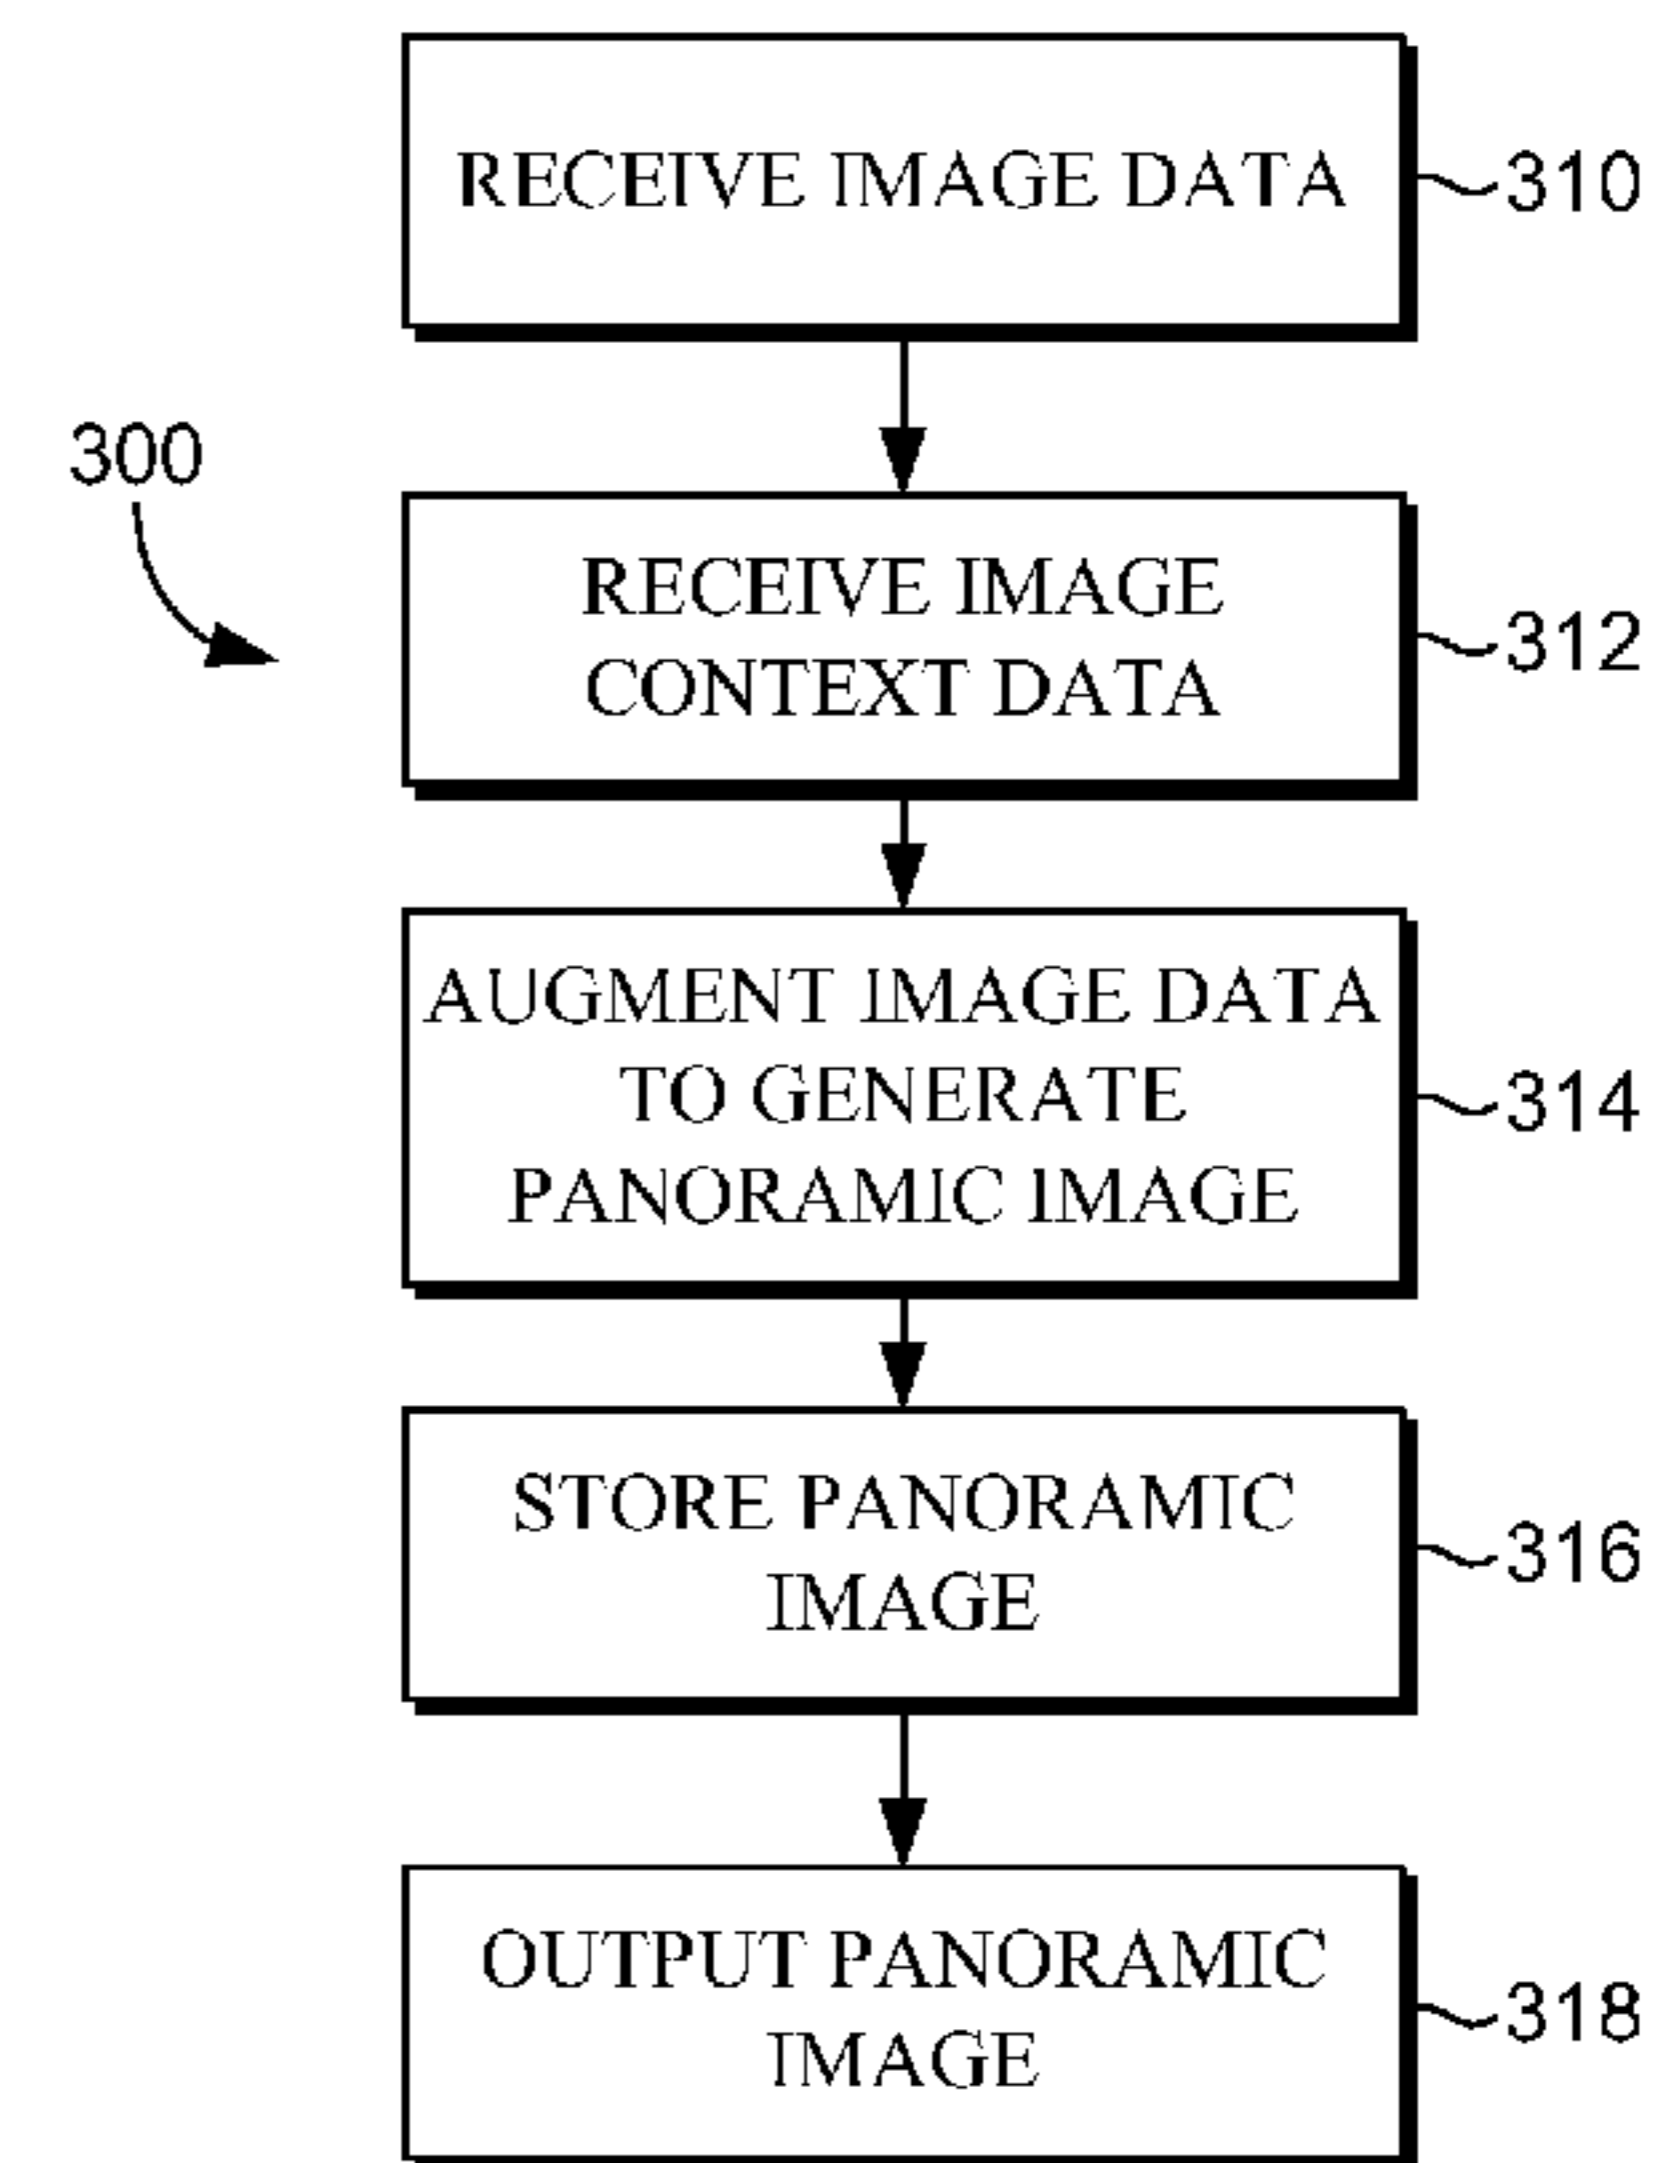 RECEIVE IMAGE DATA
310
300
RECEIVE IMAGE
CONTEXT DATA
312
AUGMENT IMAGE DATA
TO GENERATE
PANORAMIC IMAGE
314
STORE PANORAMIC
IMAGE
316
OUTPUT PANORAMIC
IMAGE
318